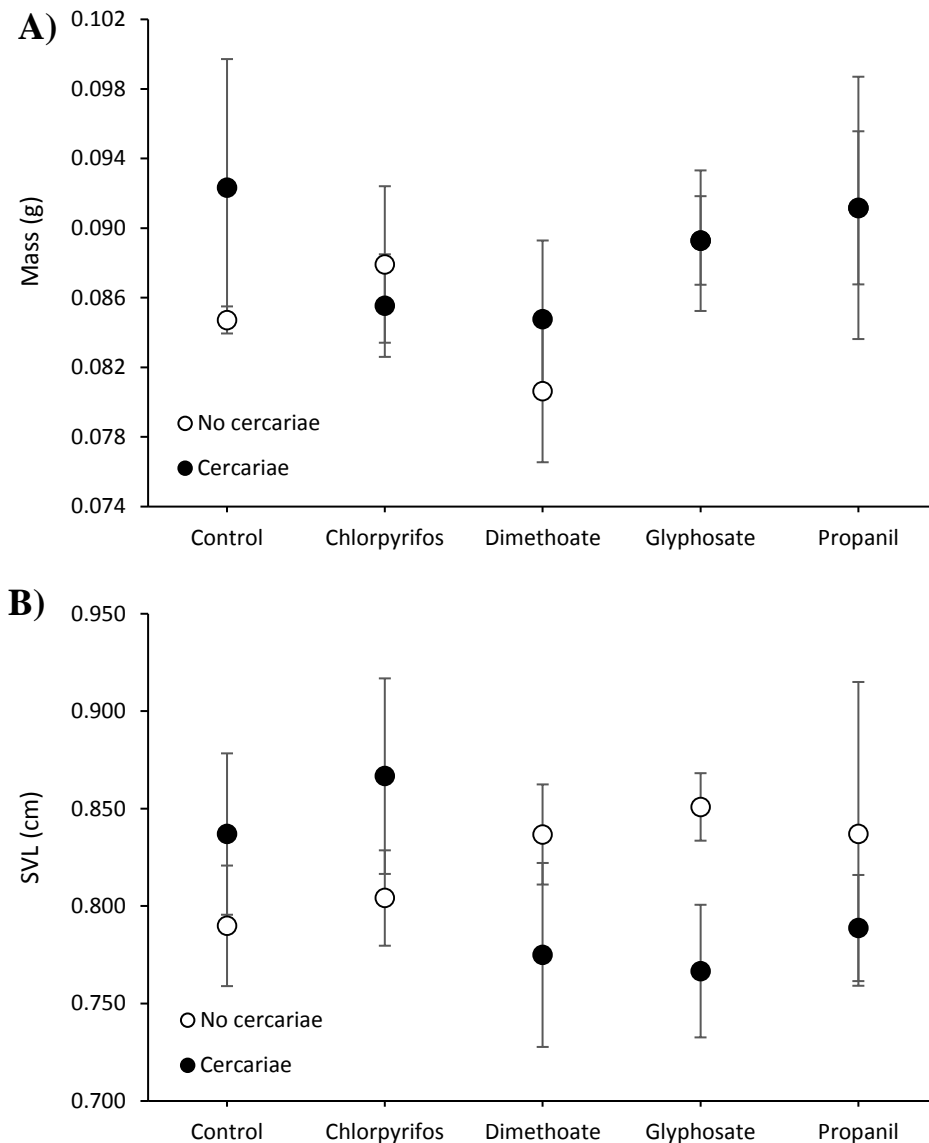 A)
0.102
0.098
0.094
0.090
0.086
0.082
0.078
0.074
Mass (g)
No cercariae
Cercariae
Control Chlorpyrifos Dimethoate Glyphosate Propanil
B)
0.950
0.900
0.850
0.800
0.750
0.700
SVL (cm)
No cercariae
Cercariae
Control Chlorpyrifos Dimethoate Glyphosate Propanil